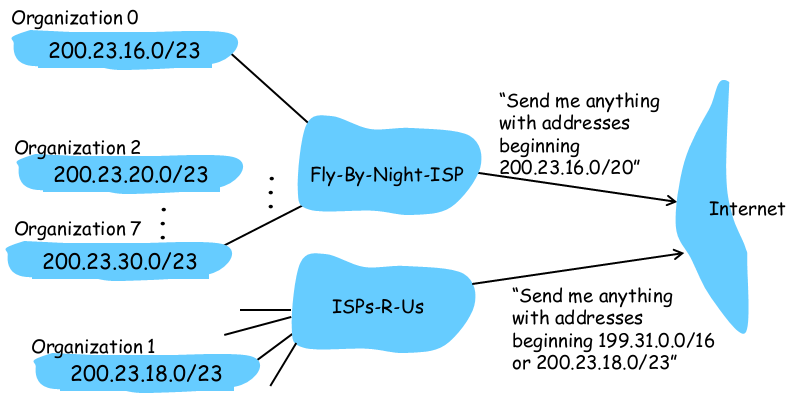 Organization 0
200.23.16.0/23
Organization 2
200.23.20.0/23
Organization 7
200.23.30.0/23
Fly-By-Night-ISP
“Send me anything
with addresses
beginning
200.23.16.0/20”
Internet
ISPs-R-Us
Organization 1
200.23.18.0/23
“Send me anything
with addresses
beginning 199.31.0.0/16
or 200.23.18.0/23”